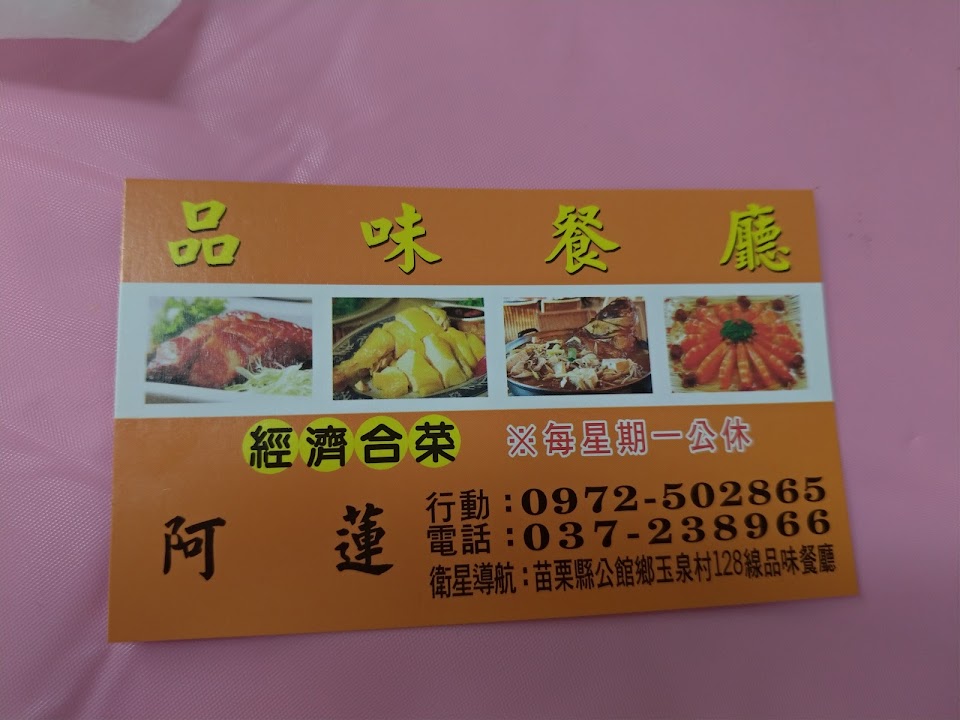 品味餐廳
經濟合菜
※每星期一公休
阿蓮
行動：0972-502865
電話：037-238966
衛星導航：苗栗縣公館鄉玉泉村128線品味餐廳